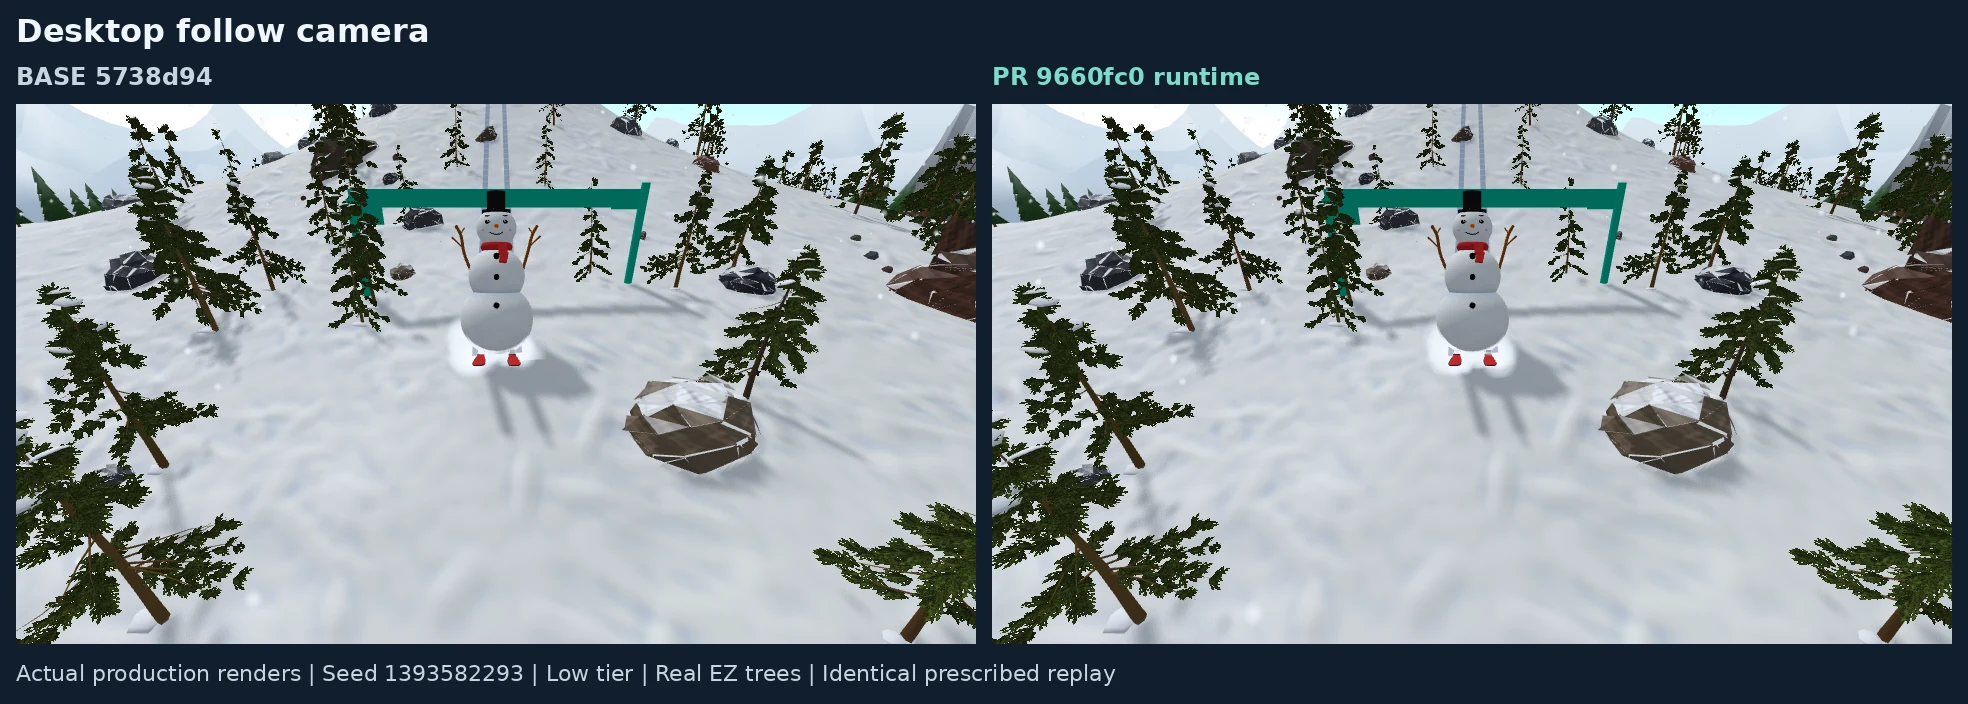 Desktop follow camera
BASE 5738d94
PR 9660fc0 runtime
Actual production renders | Seed 1393582293 | Low tier | Real EZ trees | Identical prescribed replay